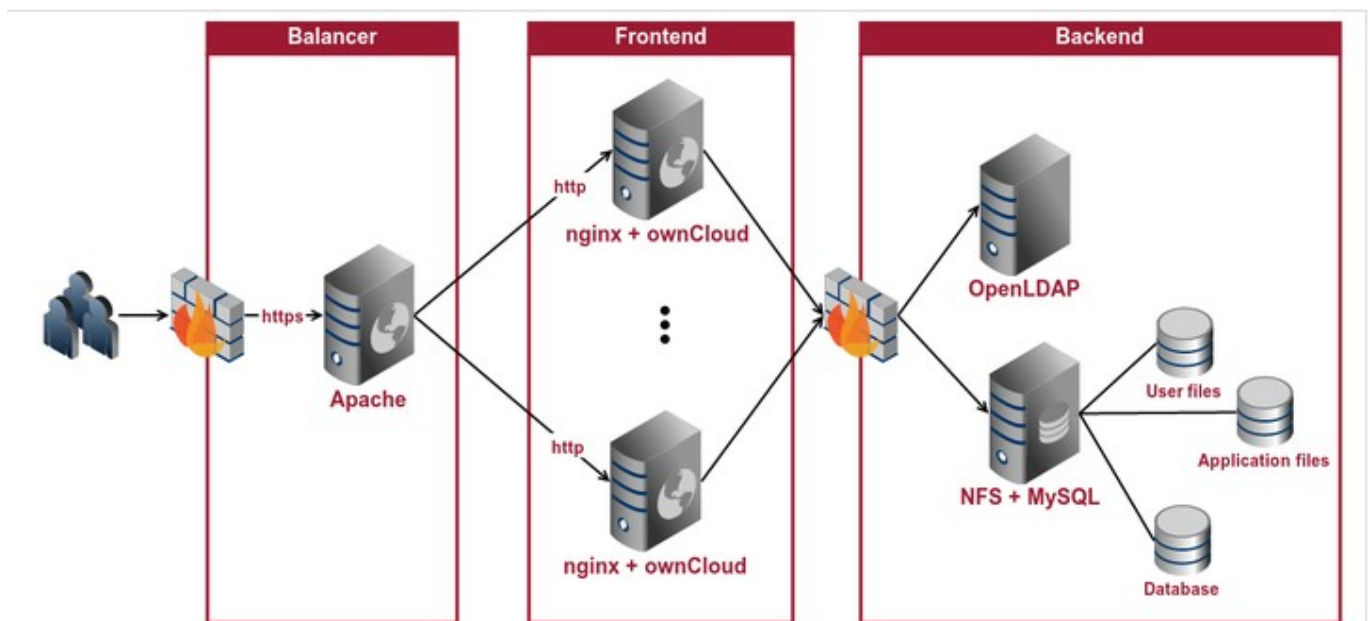 Balancer
Frontend
Backend
http
nginx + ownCloud
OpenLDAP
https
Apache
User files
Application files
http
NFS + MySQL
nginx + ownCloud
Database